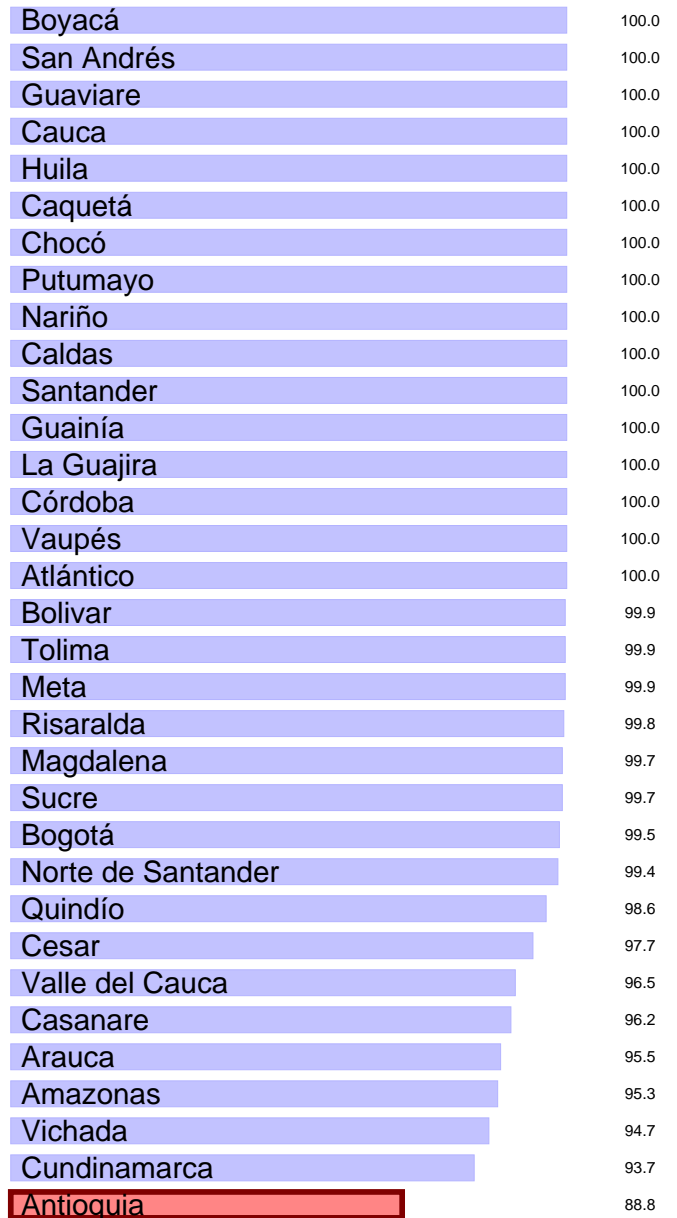 Boyacá 100.0
San Andrés 100.0
Guaviare 100.0
Cauca 100.0
Huila 100.0
Caquetá 100.0
Chocó 100.0
Putumayo 100.0
Nariño 100.0
Caldas 100.0
Santander 100.0
Guainía 100.0
La Guajira 100.0
Córdoba 100.0
Vaupés 100.0
Atlántico 100.0
Bolivar 99.9
Tolima 99.9
Meta 99.9
Risaralda 99.8
Magdalena 99.7
Sucre 99.7
Bogotá 99.5
Norte de Santander 99.4
Quindío 98.6
Cesar 97.7
Valle del Cauca 96.5
Casanare 96.2
Arauca 95.5
Amazonas 95.3
Vichada 94.7
Cundinamarca 93.7
Antioquia 88.8